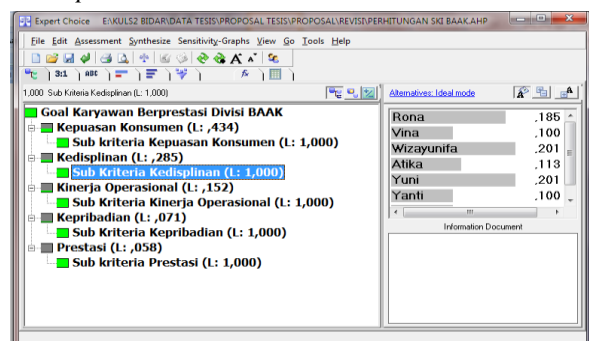 Expert Choice E:\KULS2 BIDAR\DATA TESIS\PROPOSAL TESIS\PROPOSAL\REVISI\PERHITUNGAN SKI BAAK.AHP
File Edit Assessment Synthesize Sensitivity-Graphs View Go Tools Help
3:1 ABC
1,000 Sub Kriteria Kedisplinan (L: 1,000)
Alternatives: Ideal mode
Goal Karyawan Berprestasi Divisi BAAK
Kepuasan Konsumen (L: ,434)
Sub kriteria Kepuasan Konsumen (L: 1,000)
Kedisplinan (L: ,285)
Sub Kriteria Kedisplinan (L: 1,000)
Kinerja Operasional (L: ,152)
Sub Kriteria Kinerja Operasional (L: 1,000)
Kepribadian (L: ,071)
Sub Kriteria Kepribadian (L: 1,000)
Prestasi (L: ,058)
Sub kriteria Prestasi (L: 1,000)
Rona ,185
Vina ,100
Wizayunifa ,201
Atika ,113
Yuni ,201
Yanti ,100
Information Document